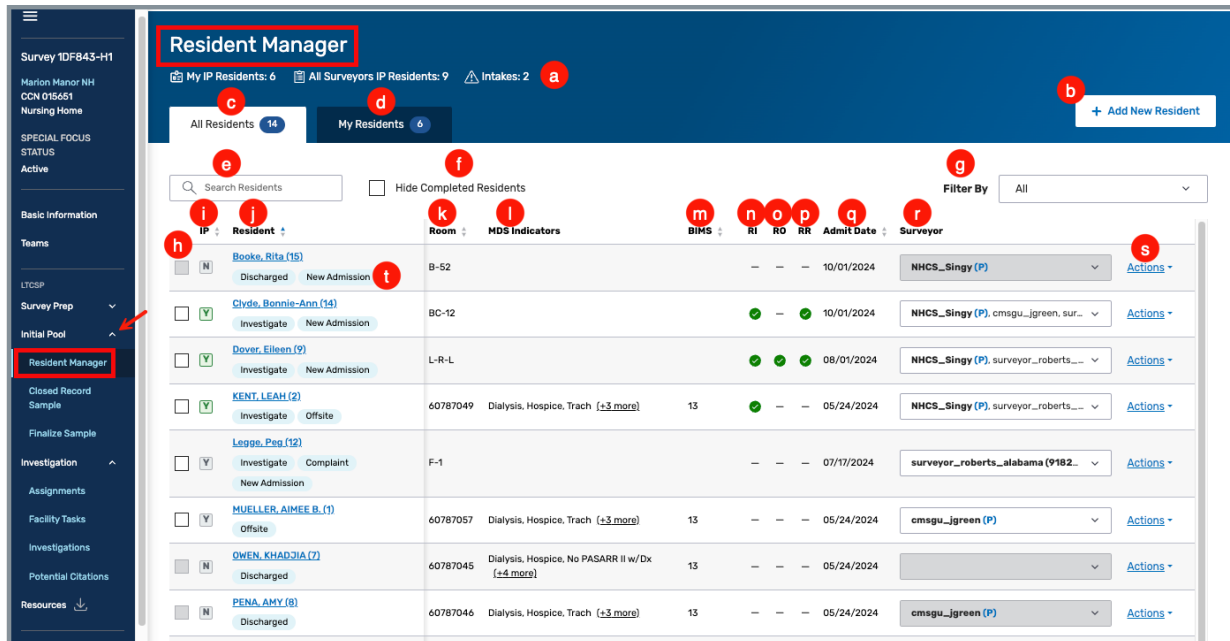 Survey 1DF843-H1
Marion Manor NH
CCN 015651
Nursing Home
SPECIAL FOCUS
STATUS
Active
Basic Information
Teams
LTCSP
Survey Prep
Initial Pool
Resident Manager
Closed Record
Sample
Finalize Sample
Investigation
Assignments
Facility Tasks
Investigations
Potential Citations
Resources
Resident Manager
My IP Residents: 6 All Surveyors IP Residents: 9 Intakes: 2 a
b
+ Add New Resident
c d
All Residents 14 My Residents 6
e f g
Search Residents Hide Completed Residents Filter By All
i j k l m n o p q r
IP Resident Room MDS Indicators BIMS RI RO RR Admit Date Surveyor
h s
Booke, Rita (15)
N B-52 – – – 10/01/2024 NHCS_Singy (P) Actions
Discharged New Admission t
Clyde, Bonnie-Ann (14)
Y BC-12 – 10/01/2024 NHCS_Singy (P), cmsgu_jgreen, sur... Actions
Investigate New Admission
Dover, Eileen (9)
Y L-R-L 08/01/2024 NHCS_Singy (P), surveyor_roberts_... Actions
Investigate New Admission
KENT, LEAH (2)
Y 60787049 Dialysis, Hospice, Trach (+3 more) 13 – – 05/24/2024 NHCS_Singy (P), surveyor_roberts_... Actions
Investigate Offsite
Legge, Peg (12)
Y F-1 – – – 07/17/2024 surveyor_roberts_alabama (9182... Actions
Investigate Complaint
New Admission
MUELLER, AIMEE B. (1)
Y 60787057 Dialysis, Hospice, Trach (+3 more) 13 – – – 05/24/2024 cmsgu_jgreen (P) Actions
Offsite
OWEN, KHADJIA (7)
N 60787045 Dialysis, Hospice, No PASARR II w/Dx
(+4 more) 13 – – – 05/24/2024 Actions
Discharged
PENA, AMY (8)
N 60787046 Dialysis, Hospice, Trach (+3 more) 13 – – – 05/24/2024 cmsgu_jgreen (P) Actions
Discharged